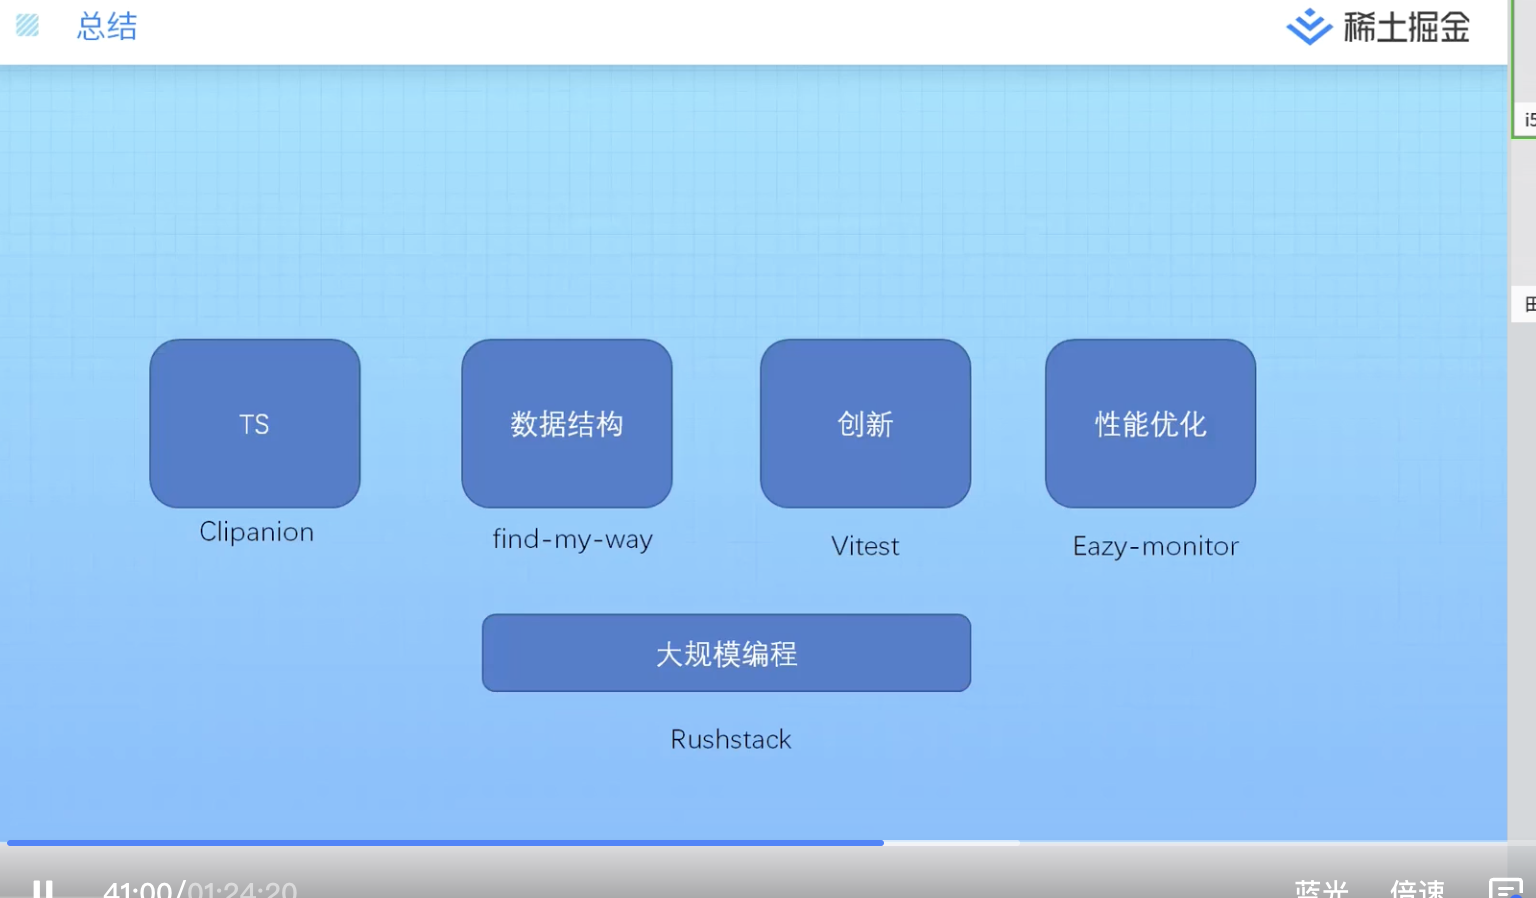 总结
稀土掘金
i5
TS
数据结构
创新
性能优化
Clipanion
find-my-way
Vitest
Eazy-monitor
大规模编程
Rushstack
41:00/01:24:20
蓝光
倍速